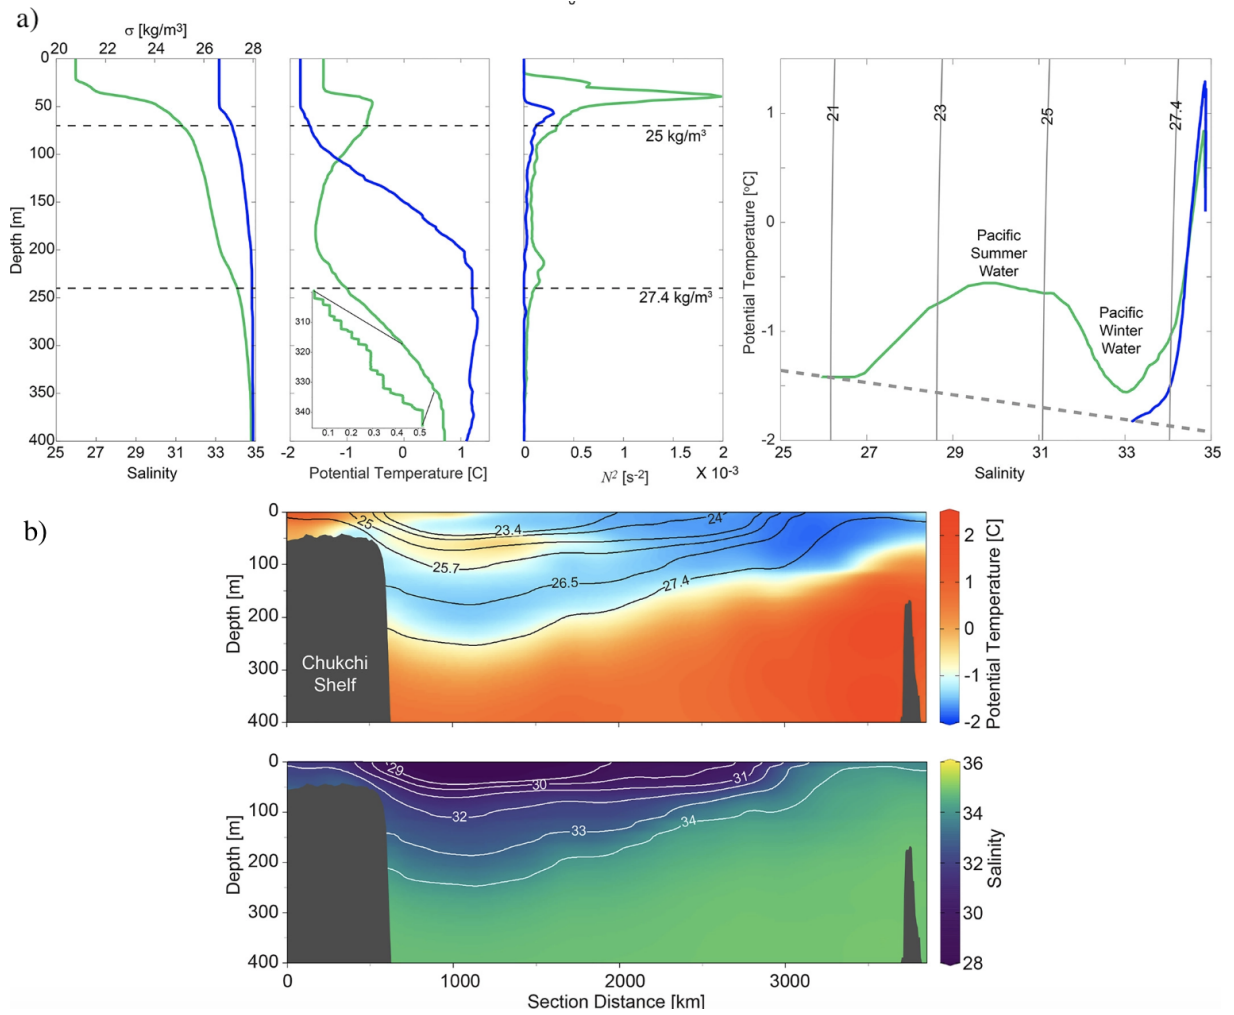 a)
σ [kg/m³]
20 22 24 26 28
0
50
100
150
200
250
300
350
400
Depth [m]
25 27 29 31 33 35
Salinity
310
320
330
340
0.1 0.2 0.3 0.4 0.5
-2 -1 0 1
Potential Temperature [C]
25 kg/m³
27.4 kg/m³
0 0.5 1 1.5 2
N² [s⁻²]
X 10⁻³
21
23
25
27.4
1
0
-1
-2
Potential Temperature [°C]
Pacific
Summer
Water
Pacific
Winter
Water
25 27 29 31 33 35
Salinity
b)
0
100
200
300
400
Depth [m]
25
23.4
24
25.7
26.5
27.4
Chukchi
Shelf
2
1
0
-1
-2
Potential Temperature [C]
0
100
200
300
400
Depth [m]
29
30
31
32
33
34
36
34
32
30
28
Salinity
0 1000 2000 3000
Section Distance [km]